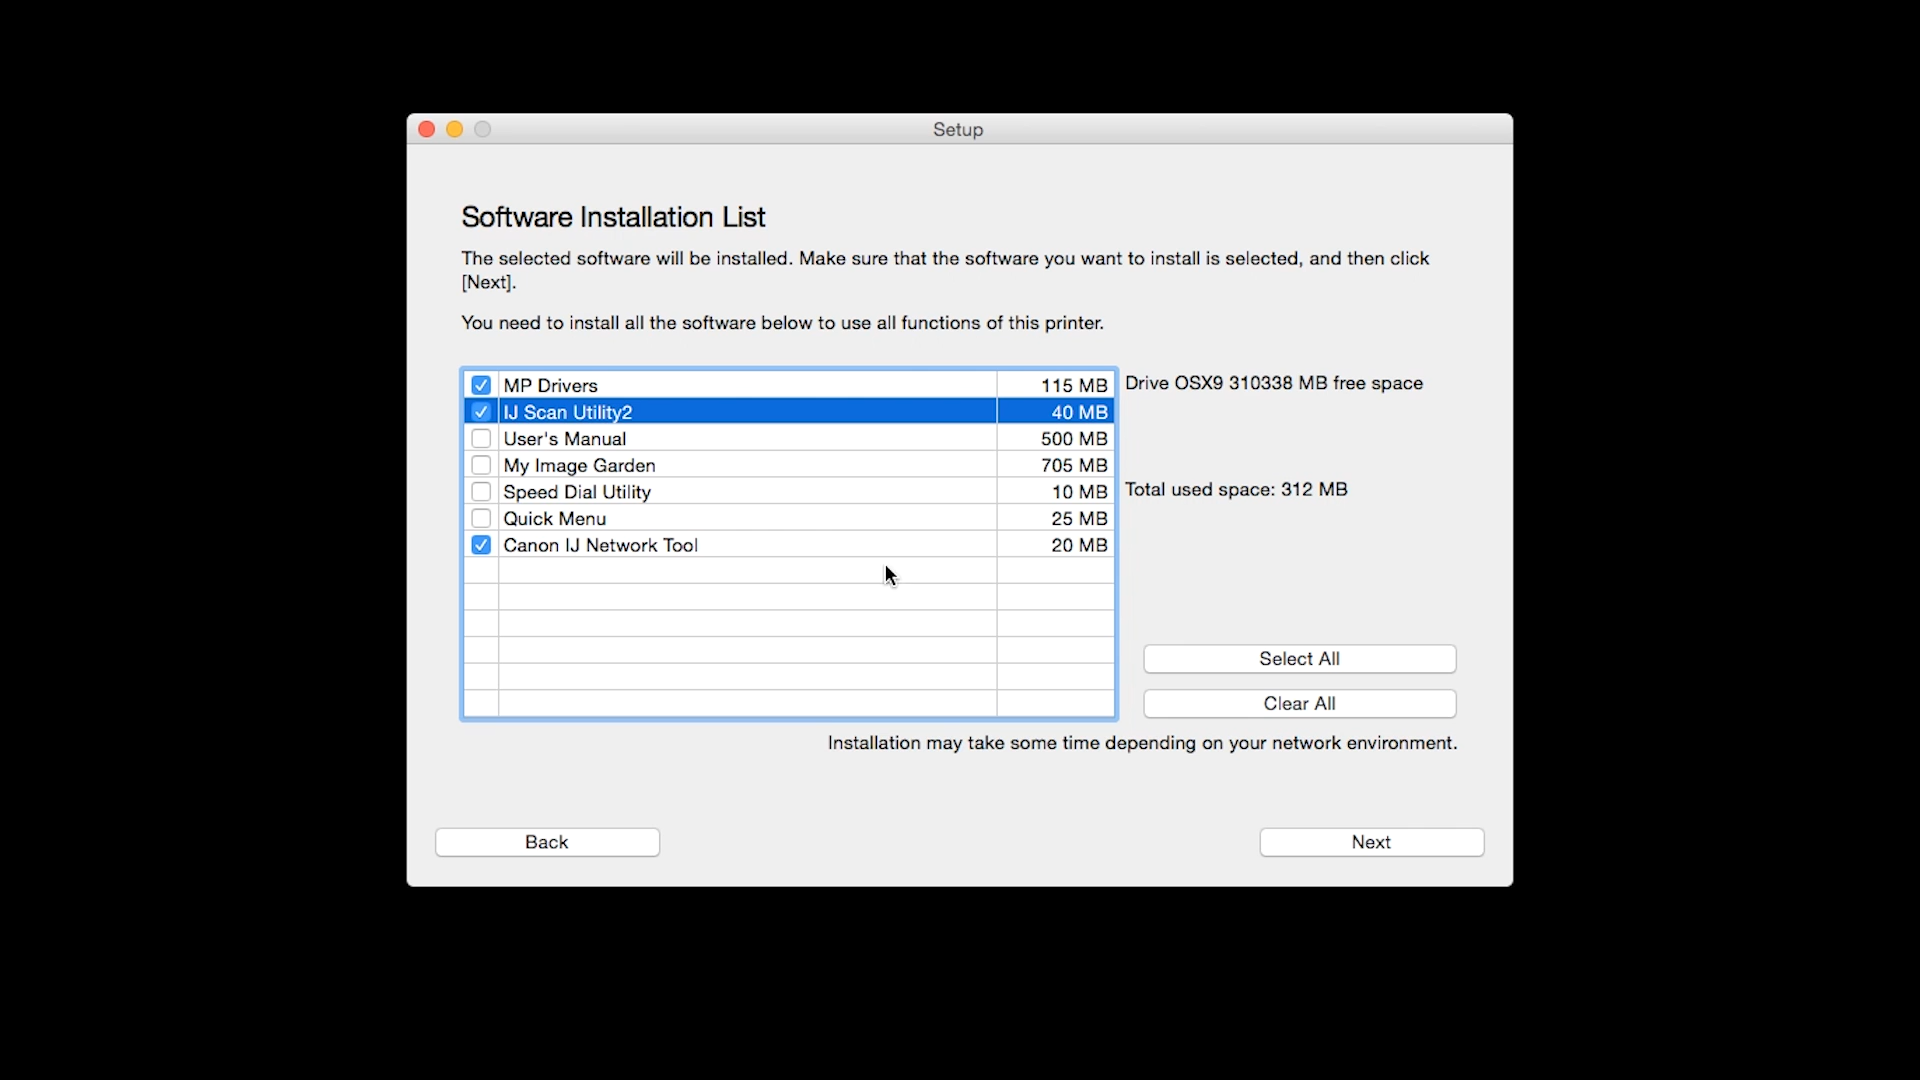 Setup
Software Installation List
The selected software will be installed. Make sure that the software you want to install is selected, and then click
[Next].
You need to install all the software below to use all functions of this printer.
MP Drivers 115 MB
Drive OSX9 310338 MB free space
IJ Scan Utility2 40 MB
User's Manual 500 MB
My Image Garden 705 MB
Speed Dial Utility 10 MB
Total used space: 312 MB
Quick Menu 25 MB
Canon IJ Network Tool 20 MB
Select All
Clear All
Installation may take some time depending on your network environment.
Back
Next